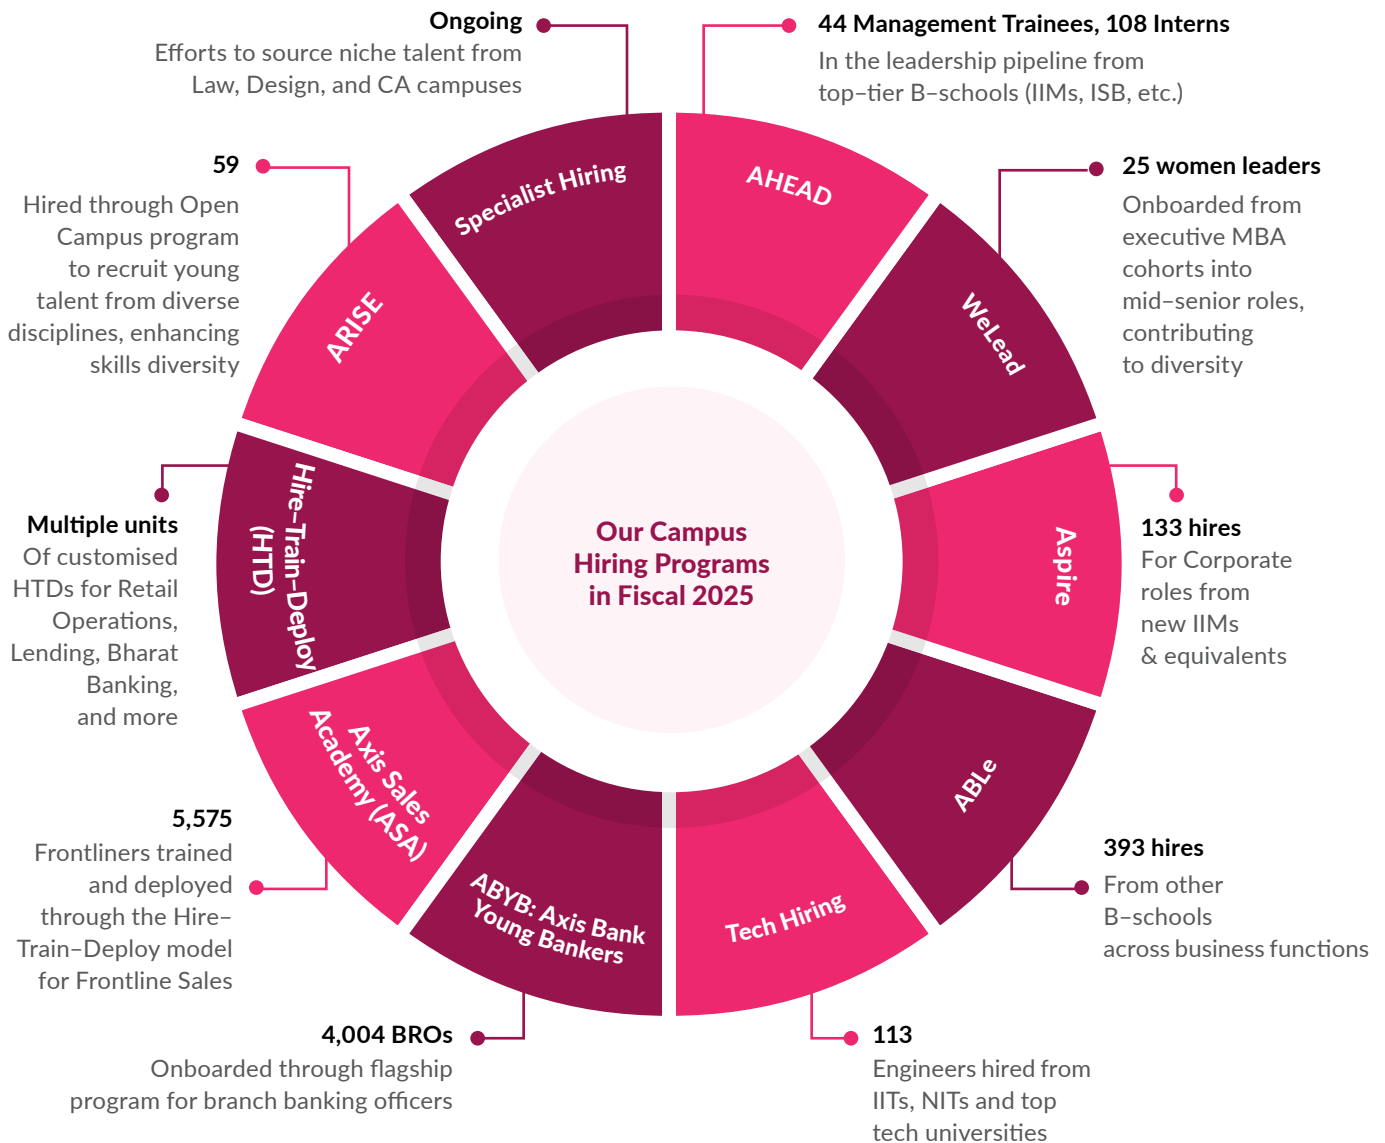 Our Campus
Hiring Programs
in Fiscal 2025
AHEAD
44 Management Trainees, 108 Interns
In the leadership pipeline from
top–tier B–schools (IIMs, ISB, etc.)
WeLead
25 women leaders
Onboarded from
executive MBA
cohorts into
mid–senior roles,
contributing
to diversity
Aspire
133 hires
For Corporate
roles from
new IIMs
& equivalents
ABLe
393 hires
From other
B–schools
across business functions
Tech Hiring
113
Engineers hired from
IITs, NITs and top
tech universities
ABYB: Axis Bank
Young Bankers
4,004 BROs
Onboarded through flagship
program for branch banking officers
Axis Sales
Academy (ASA)
5,575
Frontliners trained
and deployed
through the Hire–
Train–Deploy model
for Frontline Sales
Hire–Train–Deploy
(HTD)
Multiple units
Of customised
HTDs for Retail
Operations,
Lending, Bharat
Banking,
and more
ARISE
59
Hired through Open
Campus program
to recruit young
talent from diverse
disciplines, enhancing
skills diversity
Specialist Hiring
Ongoing
Efforts to source niche talent from
Law, Design, and CA campuses